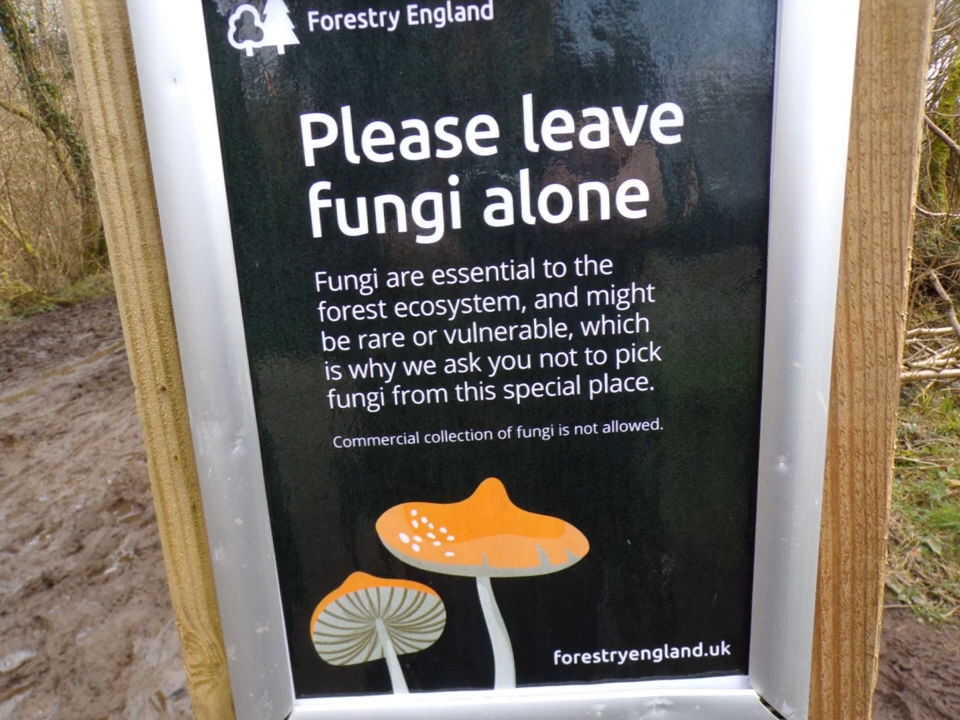 Forestry England
Please leave
fungi alone
Fungi are essential to the
forest ecosystem, and might
be rare or vulnerable, which
is why we ask you not to pick
fungi from this special place.
Commercial collection of fungi is not allowed.
forestryengland.uk